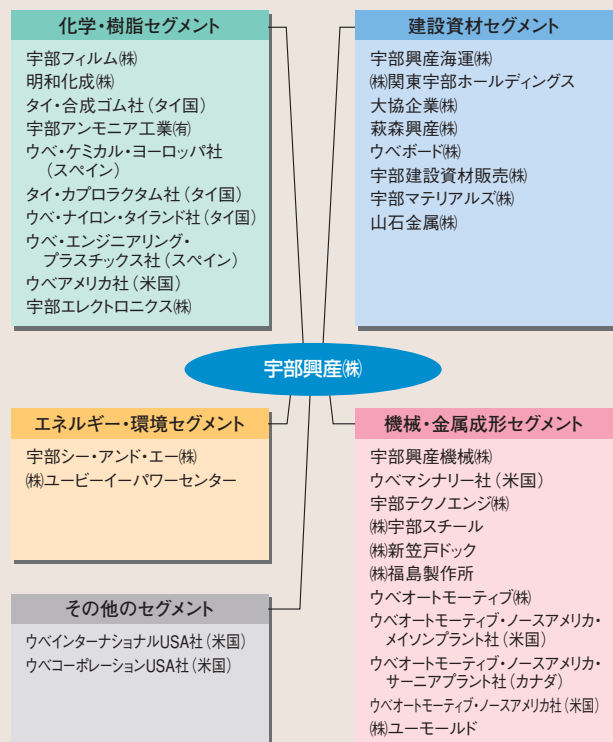 化学・樹脂セグメント
宇部フィルム㈱
明和化成㈱
タイ・合成ゴム社（タイ国）
宇部アンモニア工業㈲
ウベ・ケミカル・ヨーロッパ社
（スペイン）
タイ・カプロラクタム社（タイ国）
ウベ・ナイロン・タイランド社（タイ国）
ウベ・エンジニアリング・
プラスチックス社（スペイン）
ウベアメリカ社（米国）
宇部エレクトロニクス㈱
建設資材セグメント
宇部興産海運㈱
㈱関東宇部ホールディングス
大協企業㈱
萩森興産㈱
ウベボード㈱
宇部建設資材販売㈱
宇部マテリアルズ㈱
山石金属㈱
宇部興産㈱
エネルギー・環境セグメント
宇部シー・アンド・エー㈱
㈱ユービーイーパワーセンター
機械・金属成形セグメント
宇部興産機械㈱
ウベマシナリー社（米国）
宇部テクノエンジ㈱
㈱宇部スチール
㈱新笠戸ドック
㈱福島製作所
ウベオートモーティブ㈱
ウベオートモーティブ・ノースアメリカ・
メイソンプラント社（米国）
ウベオートモーティブ・ノースアメリカ・
サーニアプラント社（カナダ）
ウベオートモーティブ・ノースアメリカ社（米国）
㈱ユーモールド
その他のセグメント
ウベインターナショナルUSA社（米国）
ウベコーポレーションUSA社（米国）